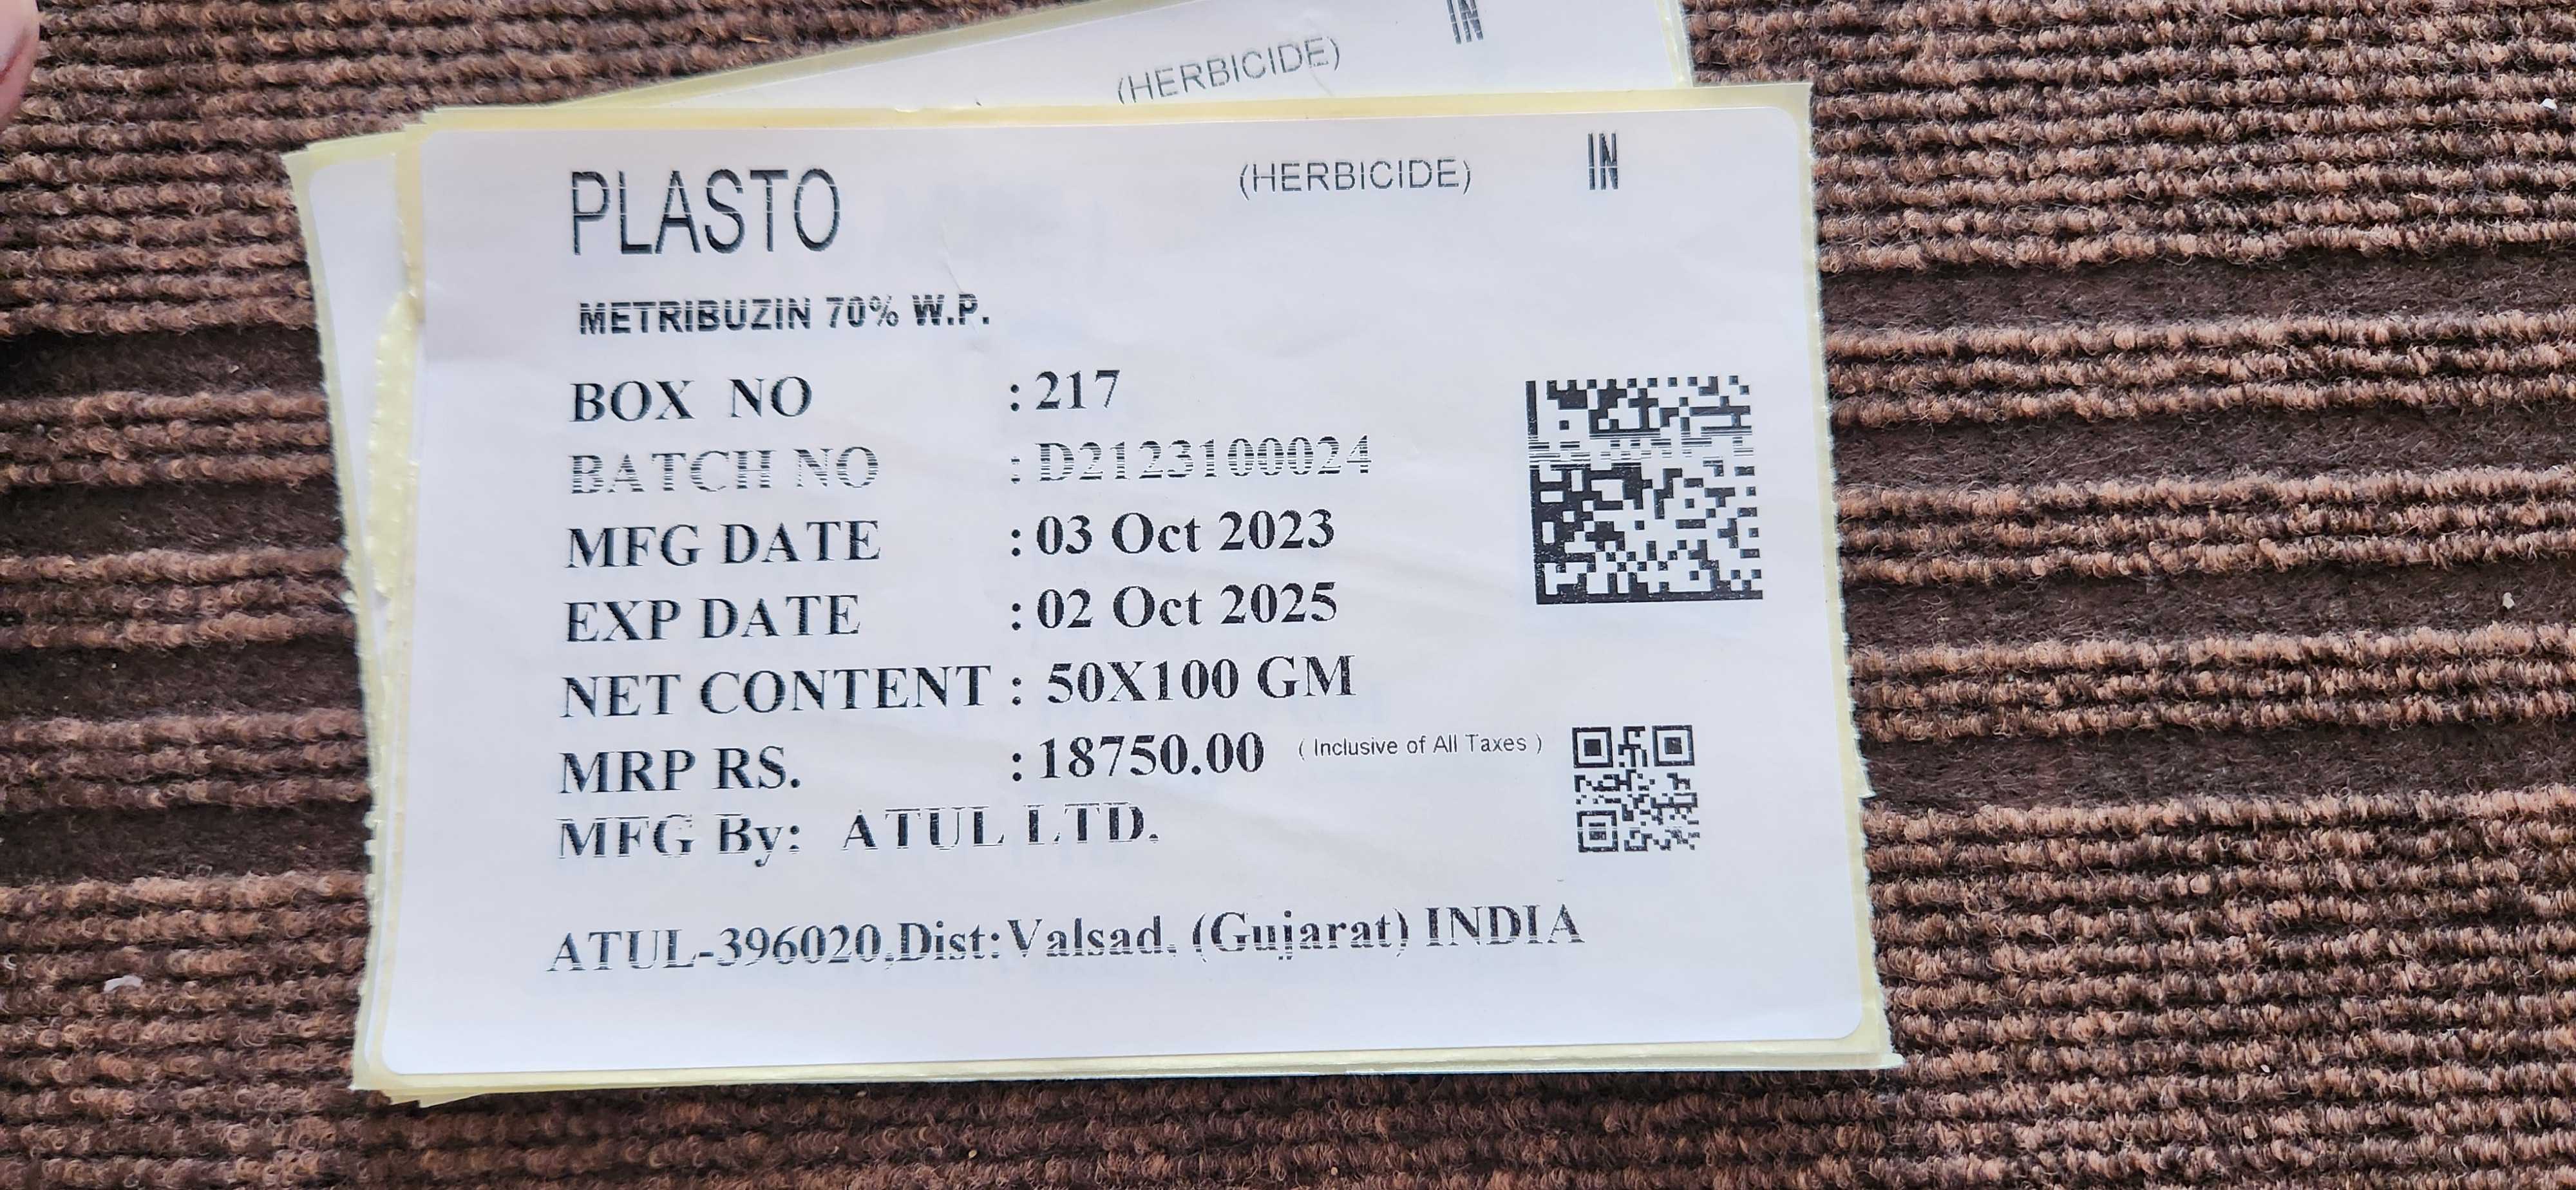 IN
(HERBICIDE)
PLASTO (HERBICIDE) IN
METRIBUZIN 70% W.P.
BOX NO : 217
BATCH NO : D2123100024
MFG DATE : 03 Oct 2023
EXP DATE : 02 Oct 2025
NET CONTENT : 50X100 GM
MRP RS. : 18750.00 ( Inclusive of All Taxes )
MFG By: ATUL LTD.
ATUL-396020,Dist:Valsad. (Gujarat) INDIA